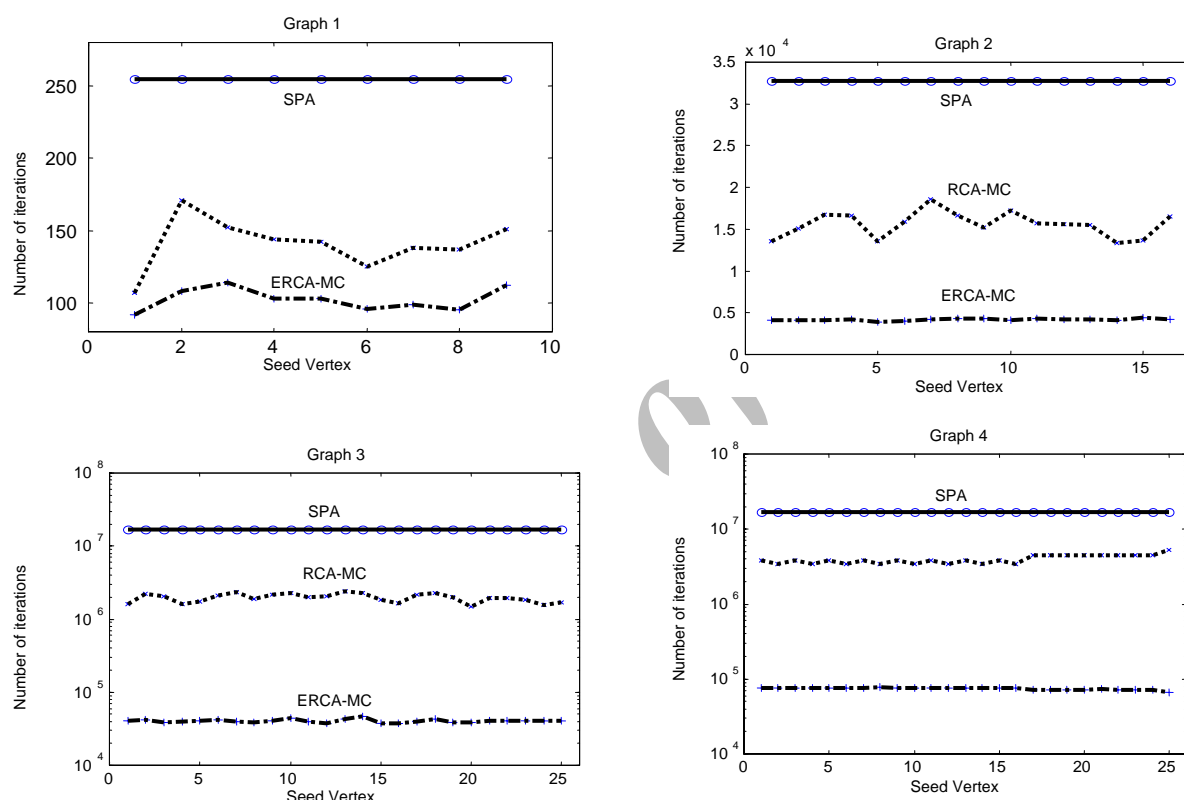 Graph 1
250
200
150
100
0
2
4
6
8
10
Number of iterations
Seed Vertex
SPA
ERCA-MC
Graph 2
x 10 4
3.5
3
2.5
2
1.5
1
0.5
0
0
5
10
15
Number of iterations
Seed Vertex
SPA
RCA-MC
ERCA-MC
Graph 3
10 8
10 7
10 6
10 5
10 4
0
5
10
15
20
25
Number of iterations
Seed Vertex
SPA
RCA-MC
ERCA-MC
Graph 4
10 8
10 7
10 6
10 5
10 4
0
5
10
15
20
25
Number of iterations
Seed Vertex
SPA